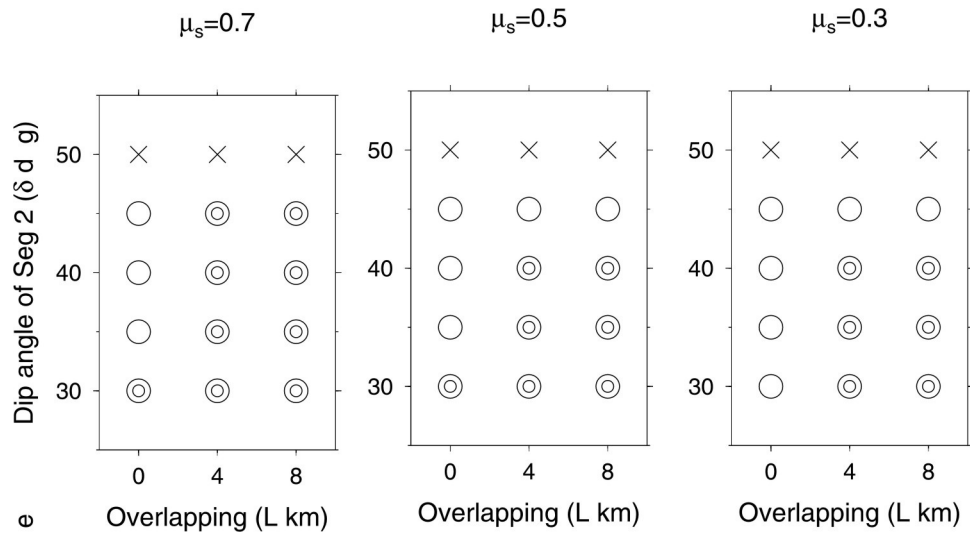 μs=0.7 μs=0.5 μs=0.3
50 50 50
40 40 40
30 30 30
0 4 8 0 4 8 0 4 8
Overlapping (L km) Overlapping (L km) Overlapping (L km)
Dip angle of Seg 2 (δ d g)
e